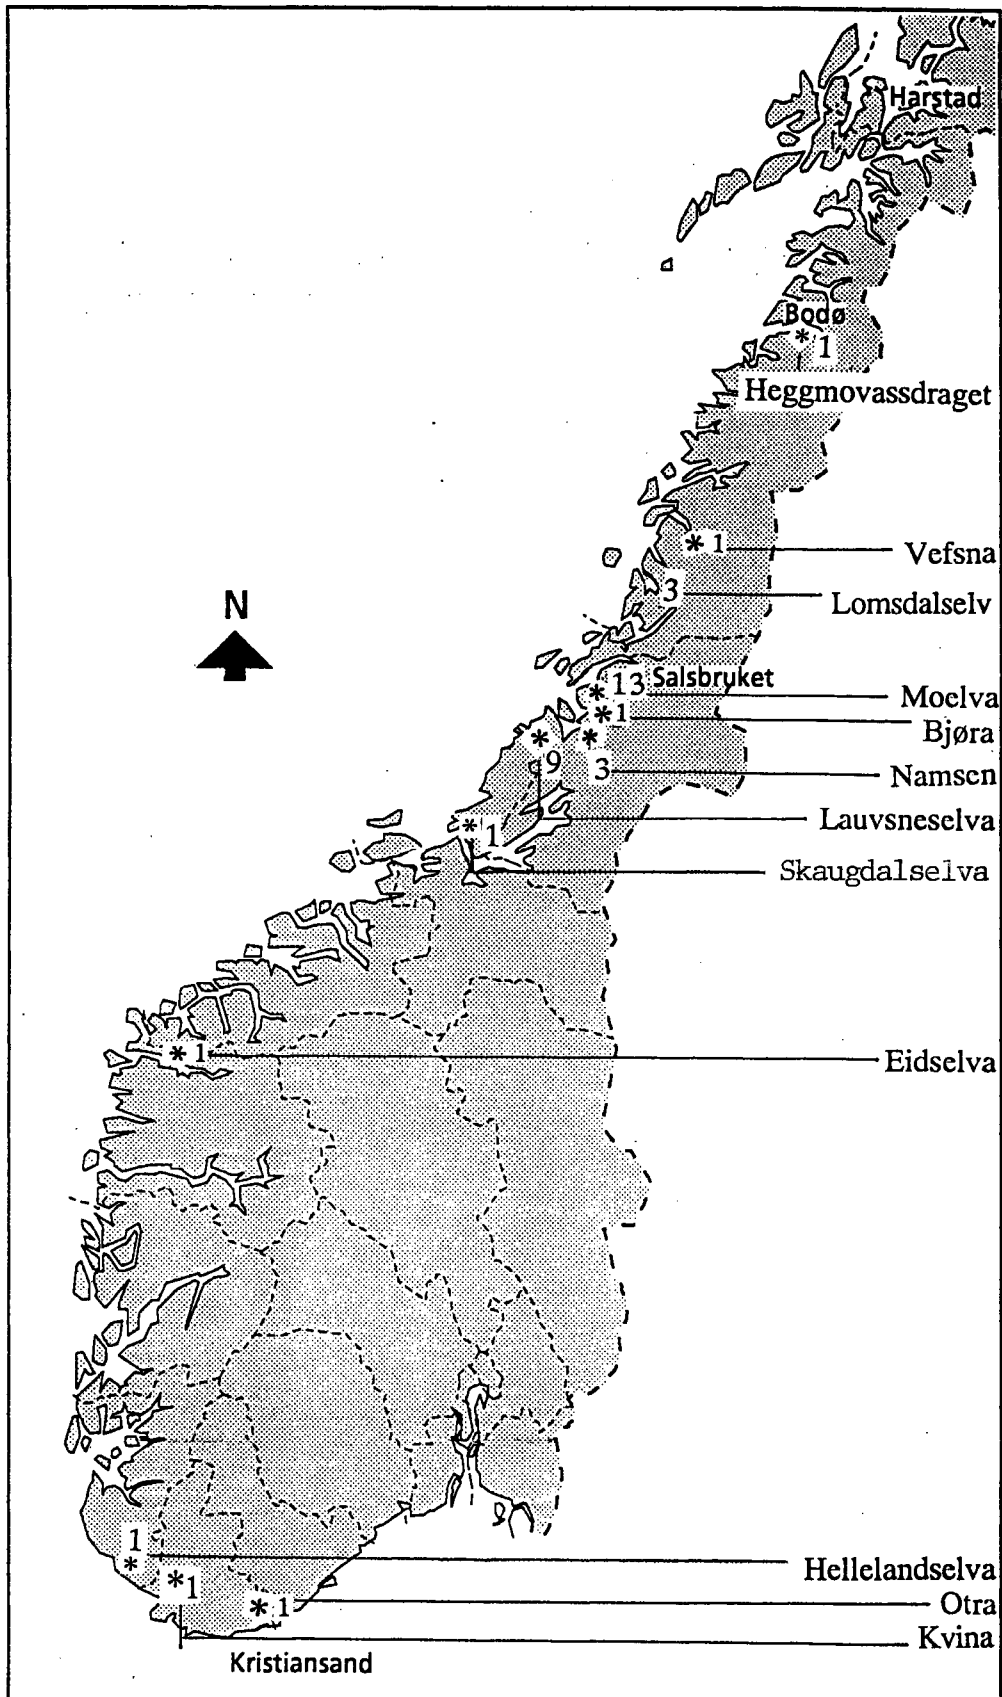 Harstad
Bodø
* 1
Heggmovassdraget
* 1 Vefsna
3 Lomsdalselv
N
Salsbruket
* 13 Moelva
* 1 Bjøra
* 3 Namsen
* 9 Lauvsneselva
* 1 Skaugdalselva
* 1 Eidselva
1 * Hellelandselva
* 1 Otra
* 1 Kvina
Kristiansand